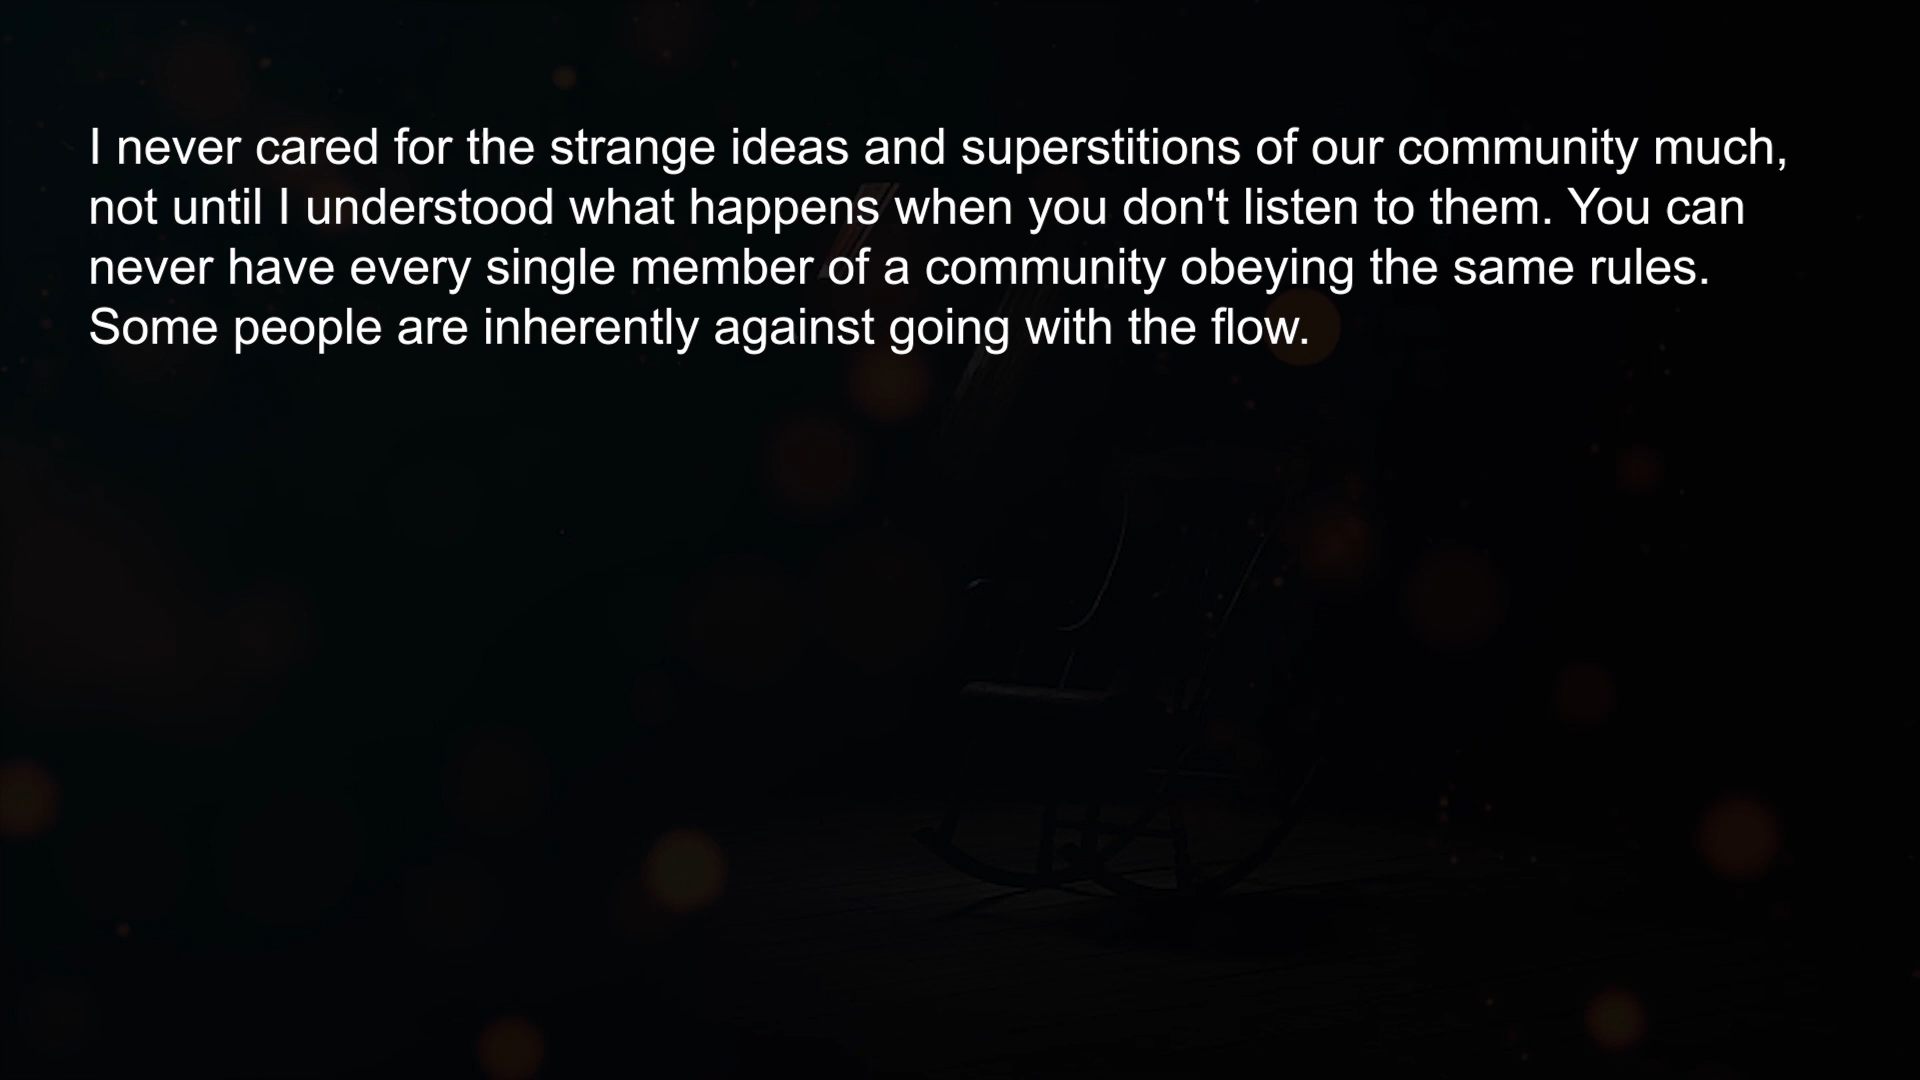 I never cared for the strange ideas and superstitions of our community much,
not until I understood what happens when you don't listen to them. You can
never have every single member of a community obeying the same rules.
Some people are inherently against going with the flow.